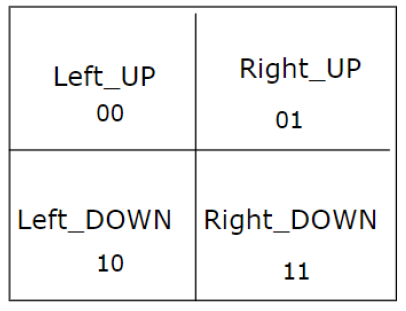 Left_UP
00
Right_UP
01
Left_DOWN
10
Right_DOWN
11